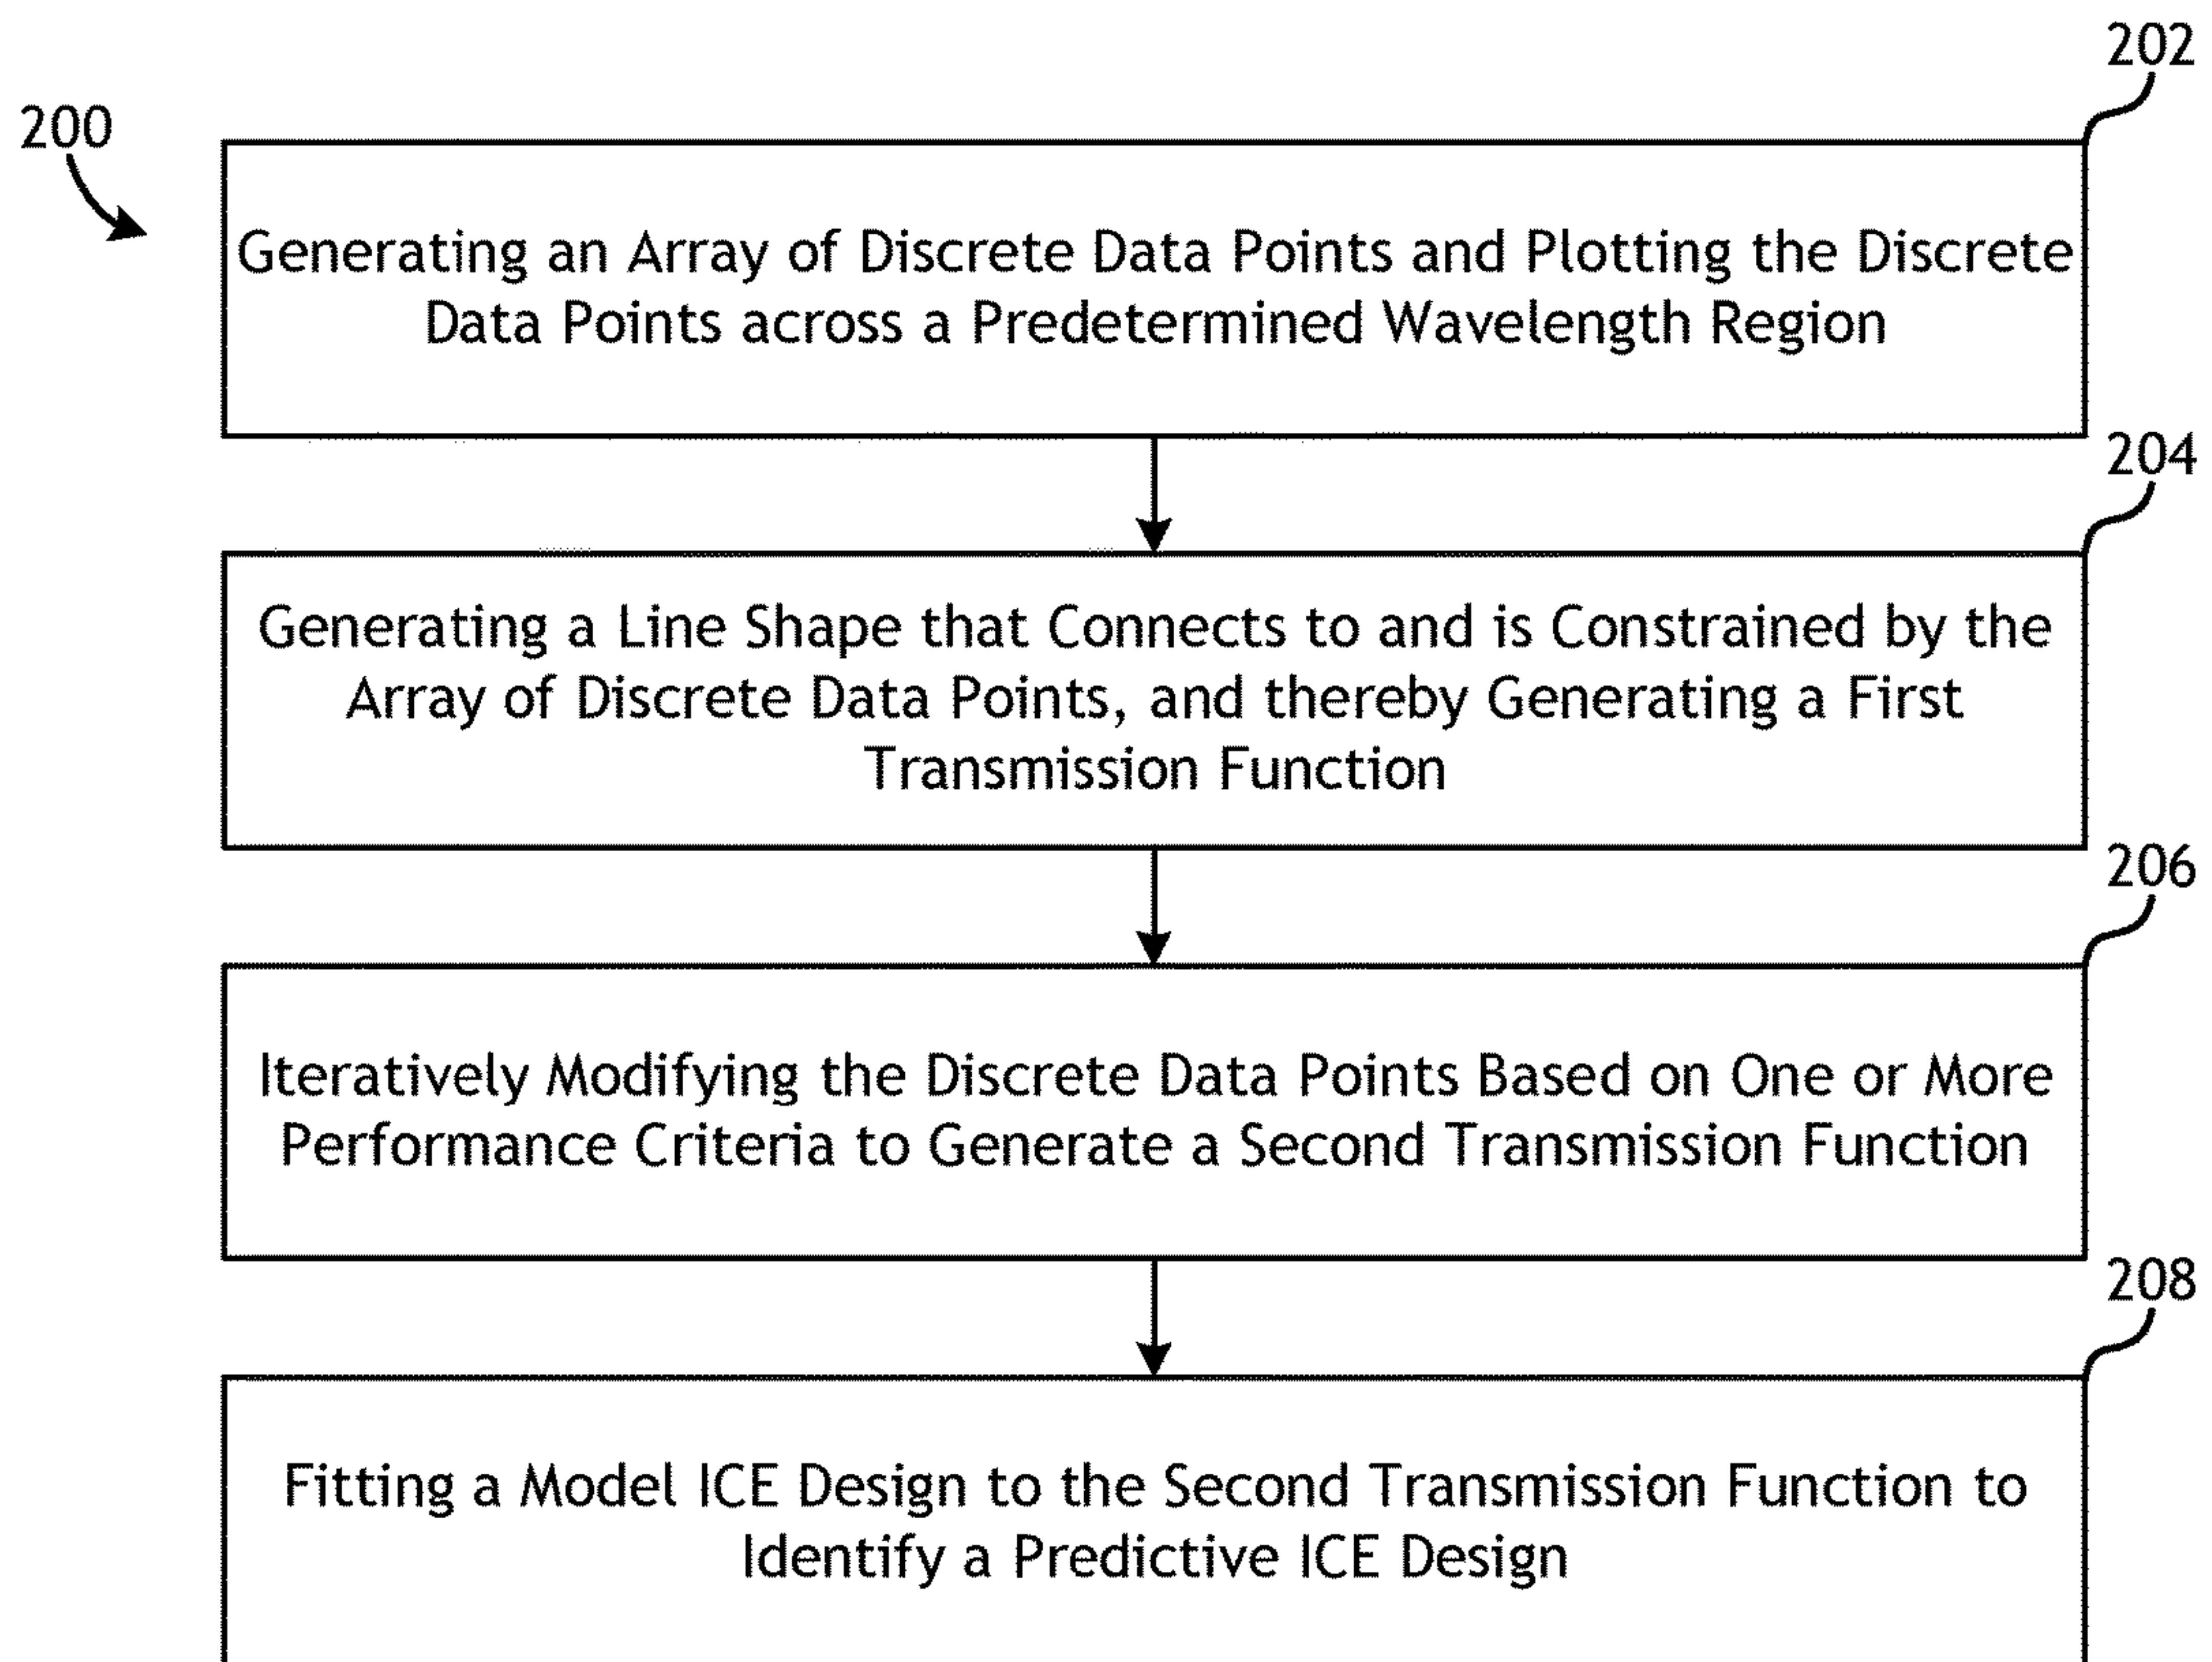 202
200
Generating an Array of Discrete Data Points and Plotting the Discrete
Data Points across a Predetermined Wavelength Region
204
Generating a Line Shape that Connects to and is Constrained by the
Array of Discrete Data Points, and thereby Generating a First
Transmission Function
206
Iteratively Modifying the Discrete Data Points Based on One or More
Performance Criteria to Generate a Second Transmission Function
208
Fitting a Model ICE Design to the Second Transmission Function to
Identify a Predictive ICE Design